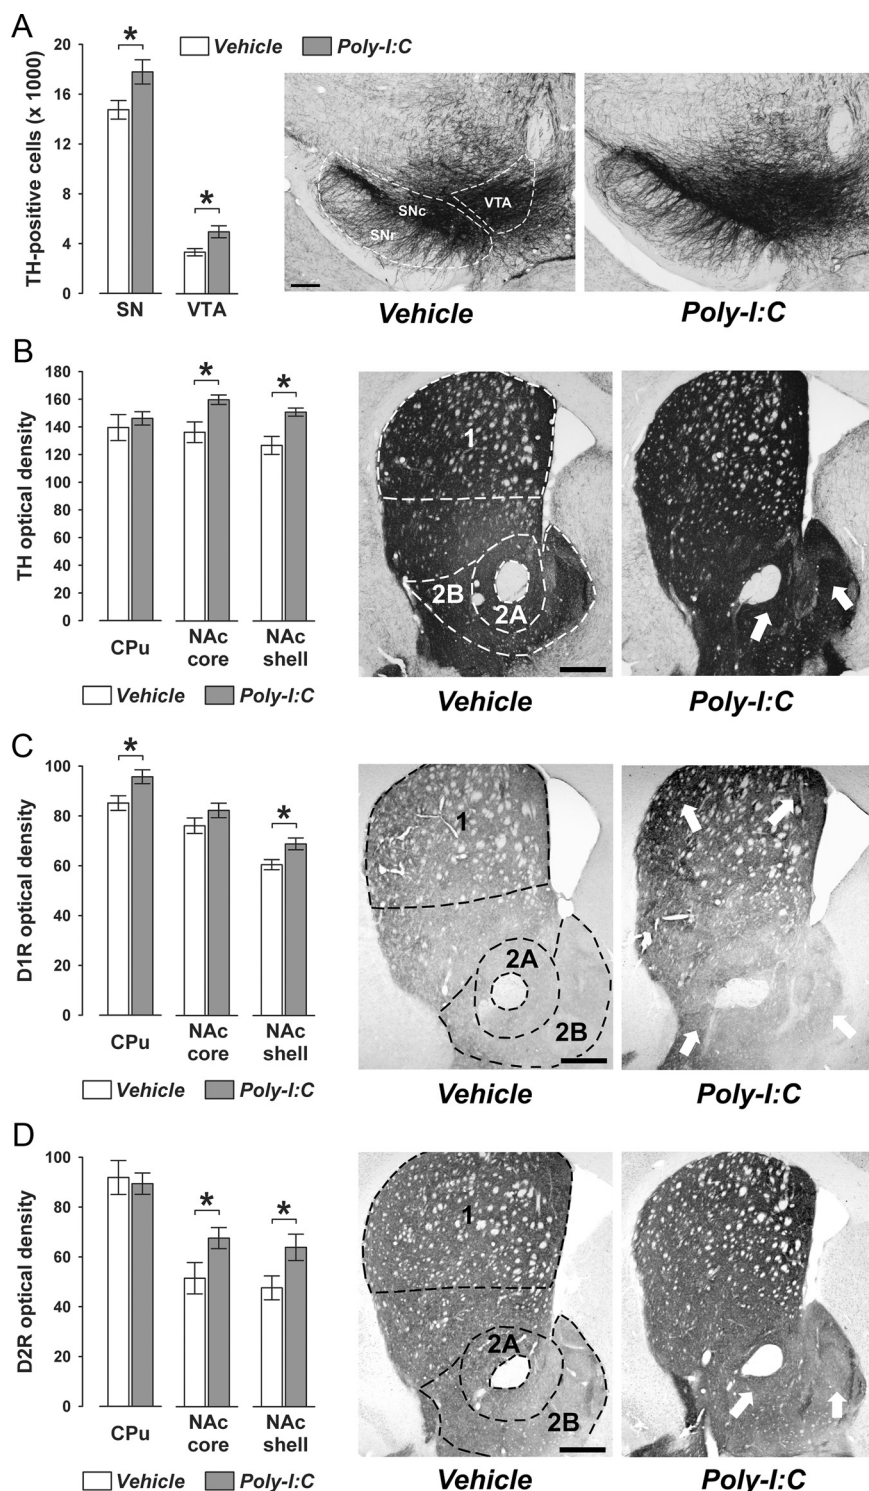 A
TH-positive cells (x 1000)
20
16
12
8
4
0
*
*
SN
VTA
Vehicle
Poly-I:C
SNc
VTA
SNr
Vehicle
Poly-I:C
B
TH optical density
180
160
140
120
100
80
60
40
20
0
*
*
CPu
NAc core
NAc shell
Vehicle
Poly-I:C
1
2B
2A
Vehicle
Poly-I:C
C
D1R optical density
100
80
60
40
20
0
*
*
CPu
NAc core
NAc shell
Vehicle
Poly-I:C
1
2A
2B
Vehicle
Poly-I:C
D
D2R optical density
100
80
60
40
20
0
*
*
CPu
NAc core
NAc shell
Vehicle
Poly-I:C
1
2A
2B
Vehicle
Poly-I:C